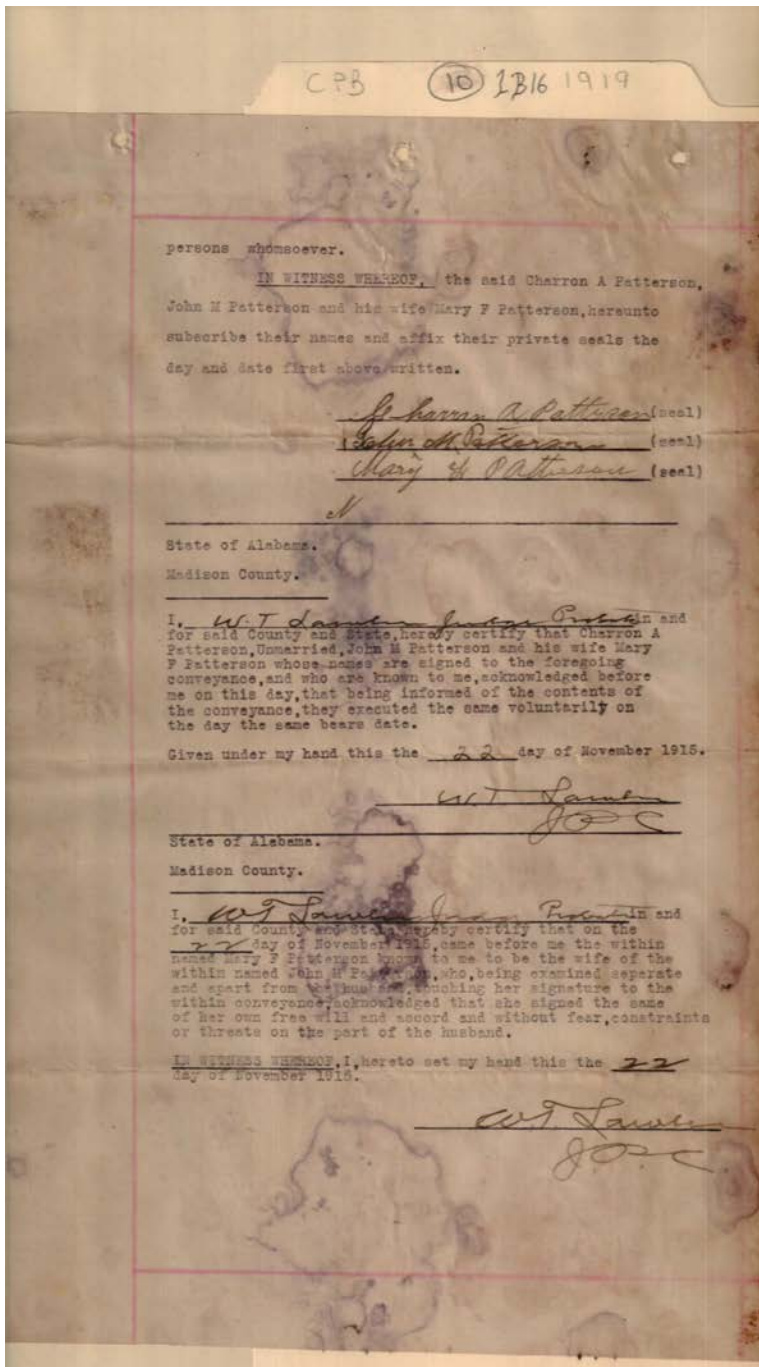 CPB 10 1B16 1919
persons whomsoever.
IN WITNESS WHEREOF, the said Charron A Patterson,
John M Patterson and his wife Mary F Patterson,hereunto
subscribe their names and affix their private seals the
day and date first above written.
Charron A Patterson (seal)
John M. Patterson (seal)
Mary F Patterson (seal)
N
State of Alabama.
Madison County.
I, W.T. Lawler Judge Probate in and
for said County and State,hereby certify that Charron A
Patterson,Unmarried,John M Patterson and his wife Mary
F Patterson whose names are signed to the foregoing
conveyance,and who are known to me,acknowledged before
me on this day,that being informed of the contents of
the conveyance,they executed the same voluntarily on
the day the same bears date.
Given under my hand this the 22 day of November 1915.
W.T. Lawler
JPC
State of Alabama.
Madison County.
I, W.T. Lawler Judge Probate in and
for said County and State hereby certify that on the
22 day of November 1915,came before me the within
named Mary F Patterson known to me to be the wife of the
within named John M Patterson,who,being examined seperate
and apart from the husband,touching her signature to the
within conveyance,acknowledged that she signed the same
of her own free will and accord and without fear,constraints
or threats on the part of the husband.
IN WITNESS WHEREOF,I,hereto set my hand this the 22
day of November 1915.
W.T. Lawler
J.P.C.